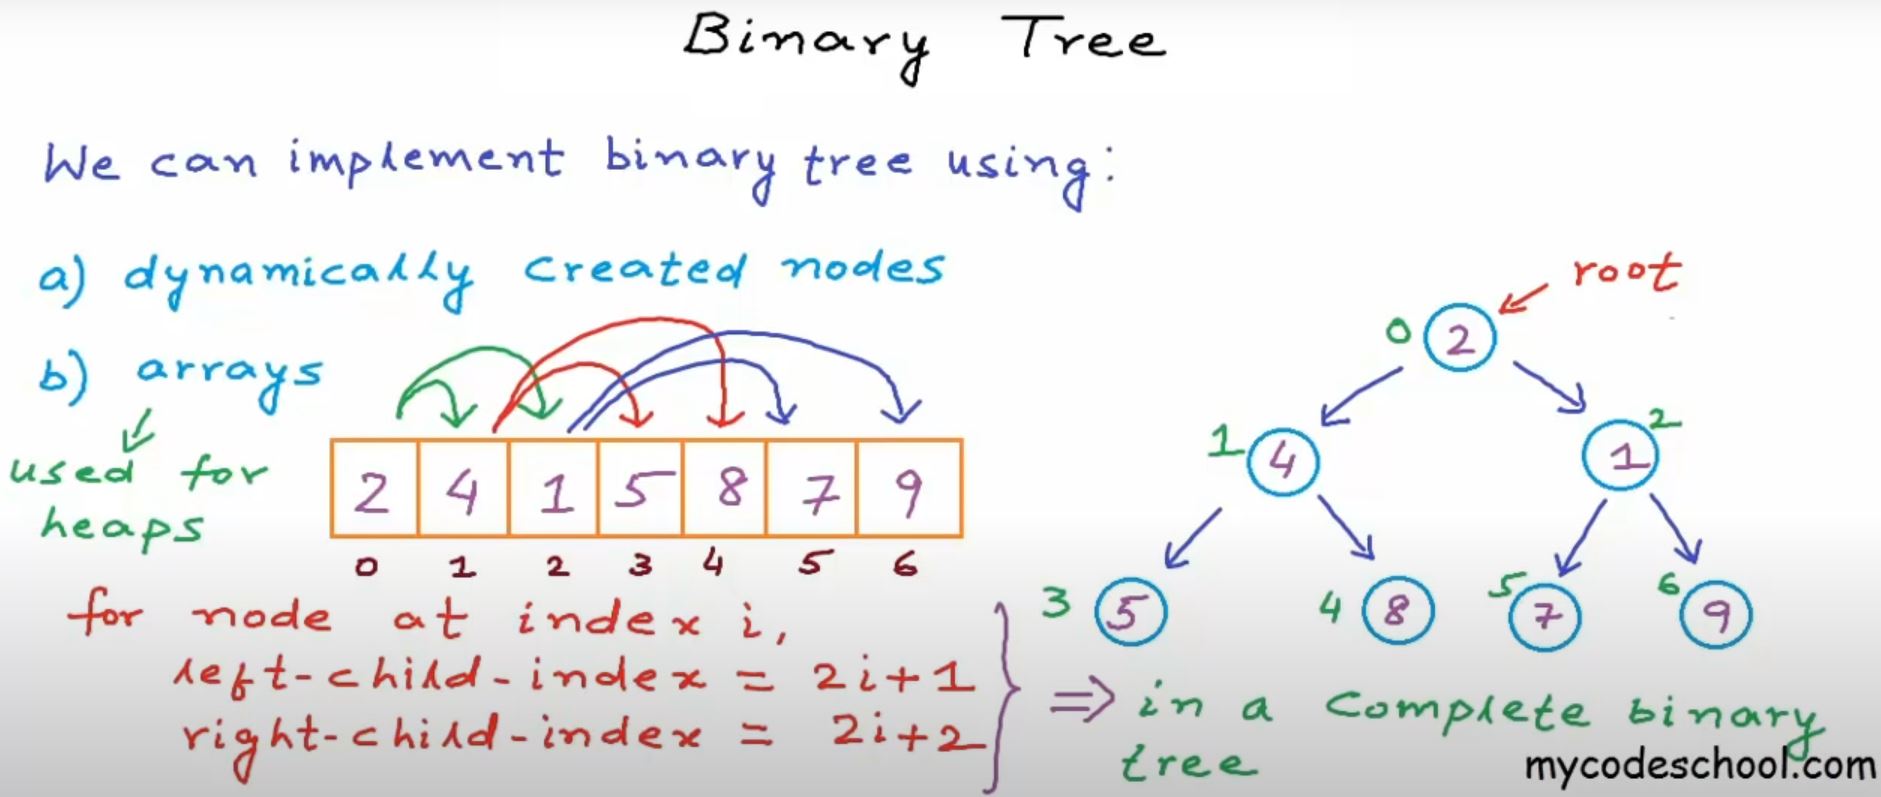 Binary Tree
We can implement binary tree using:
a) dynamically created nodes
b) arrays
used for
heaps
2 4 1 5 8 7 9
0 1 2 3 4 5 6
for node at index i,
left-child-index = 2i+1
right-child-index = 2i+2
root
0 2
1 4 1 2
3 5 4 8 5 7 6 9
⇒ in a complete binary
tree
mycodeschool.com